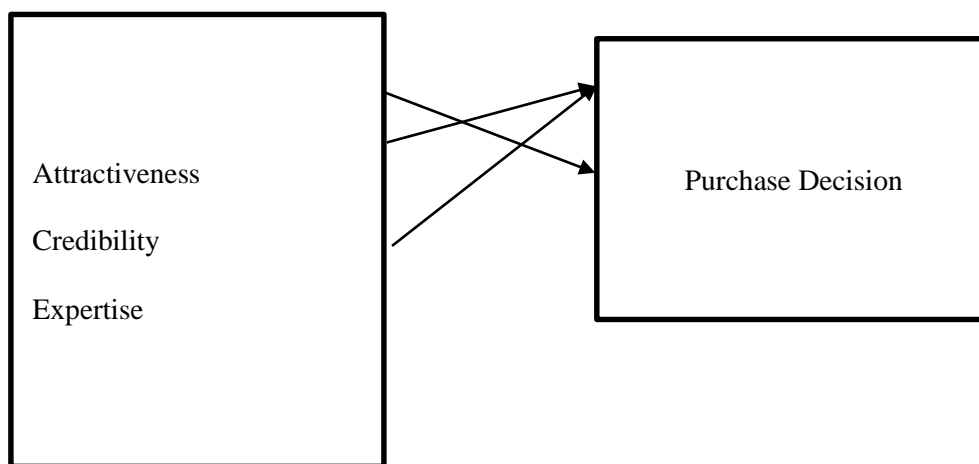 Attractiveness
Credibility
Expertise
Purchase Decision